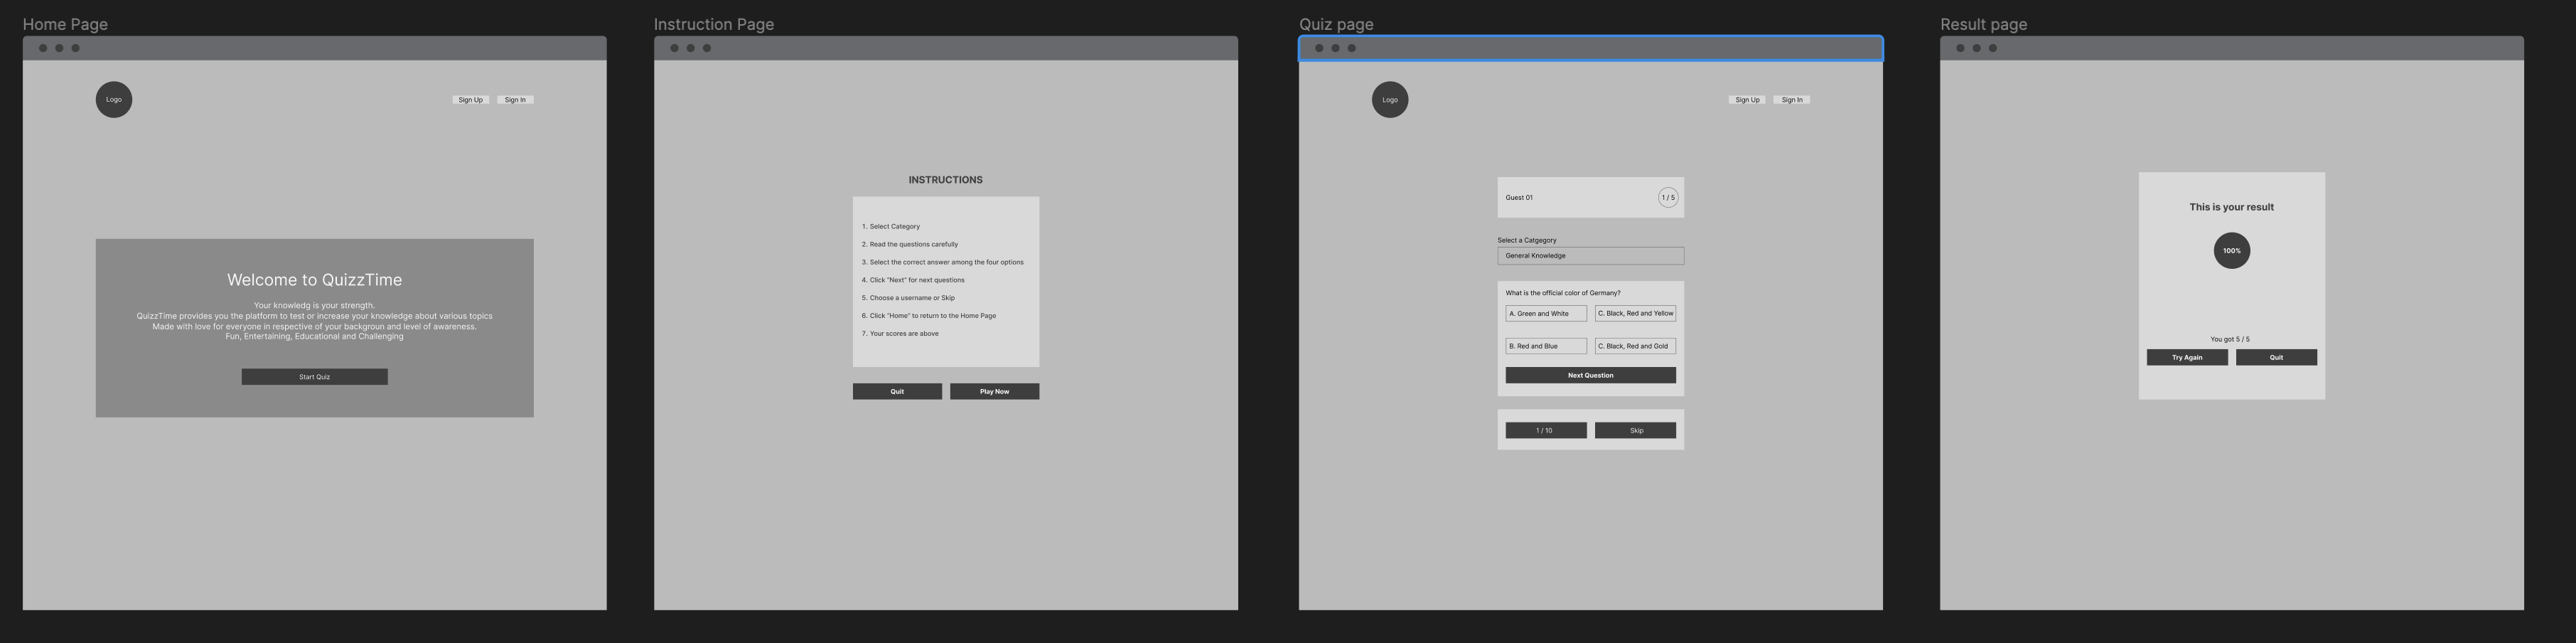 Home Page
Logo
Sign Up
Sign In
Welcome to QuizzTime
Your knowledg is your strength.
QuizzTime provides you the platform to test or increase your knowledge about various topics
Made with love for everyone in respective of your backgroun and level of awareness.
Fun, Entertaining, Educational and Challenging
Start Quiz
Instruction Page
INSTRUCTIONS
1. Select Category
2. Read the questions carefully
3. Select the correct answer among the four options
4. Click "Next" for next questions
5. Choose a username or Skip
6. Click "Home" to return to the Home Page
7. Your scores are above
Quit
Play Now
Quiz page
Logo
Sign Up
Sign In
Guest 01
1 / 5
Select a Catgegory
General Knowledge
What is the official color of Germany?
A. Green and White
C. Black, Red and Yellow
B. Red and Blue
C. Black, Red and Gold
Next Question
1 / 10
Skip
Result page
This is your result
100%
You got 5 / 5
Try Again
Quit